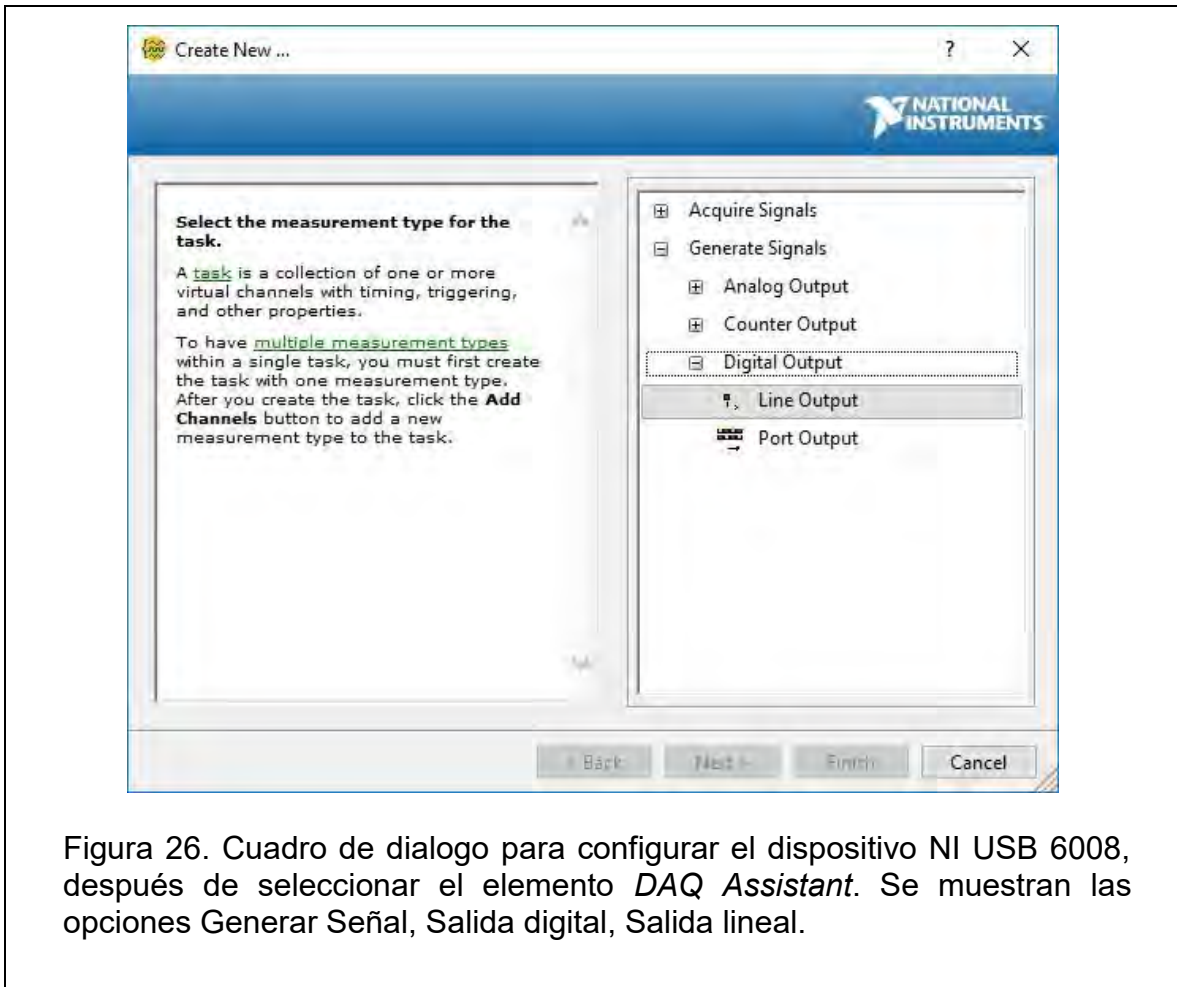 Create New ...
?
NATIONAL
INSTRUMENTS
Select the measurement type for the
task.
A task is a collection of one or more
virtual channels with timing, triggering,
and other properties.
To have multiple measurement types
within a single task, you must first create
the task with one measurement type.
After you create the task, click the Add
Channels button to add a new
measurement type to the task.
Acquire Signals
Generate Signals
Analog Output
Counter Output
Digital Output
Line Output
Port Output
< Back
Next >
Finish
Cancel
Figura 26. Cuadro de dialogo para configurar el dispositivo NI USB 6008,
después de seleccionar el elemento DAQ Assistant. Se muestran las
opciones Generar Señal, Salida digital, Salida lineal.